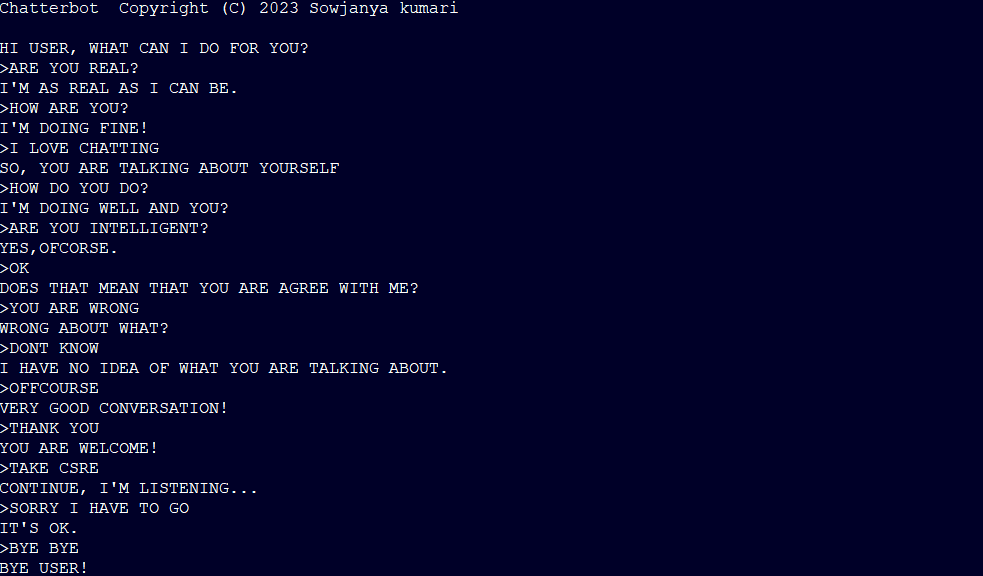 Chatterbot  Copyright (C) 2023 Sowjanya kumari
HI USER, WHAT CAN I DO FOR YOU?
>ARE YOU REAL?
I'M AS REAL AS I CAN BE.
>HOW ARE YOU?
I'M DOING FINE!
>I LOVE CHATTING
SO, YOU ARE TALKING ABOUT YOURSELF
>HOW DO YOU DO?
I'M DOING WELL AND YOU?
>ARE YOU INTELLIGENT?
YES,OFCORSE.
>OK
DOES THAT MEAN THAT YOU ARE AGREE WITH ME?
>YOU ARE WRONG
WRONG ABOUT WHAT?
>DONT KNOW
I HAVE NO IDEA OF WHAT YOU ARE TALKING ABOUT.
>OFFCOURSE
VERY GOOD CONVERSATION!
>THANK YOU
YOU ARE WELCOME!
>TAKE CSRE
CONTINUE, I'M LISTENING...
>SORRY I HAVE TO GO
IT'S OK.
>BYE BYE
BYE USER!